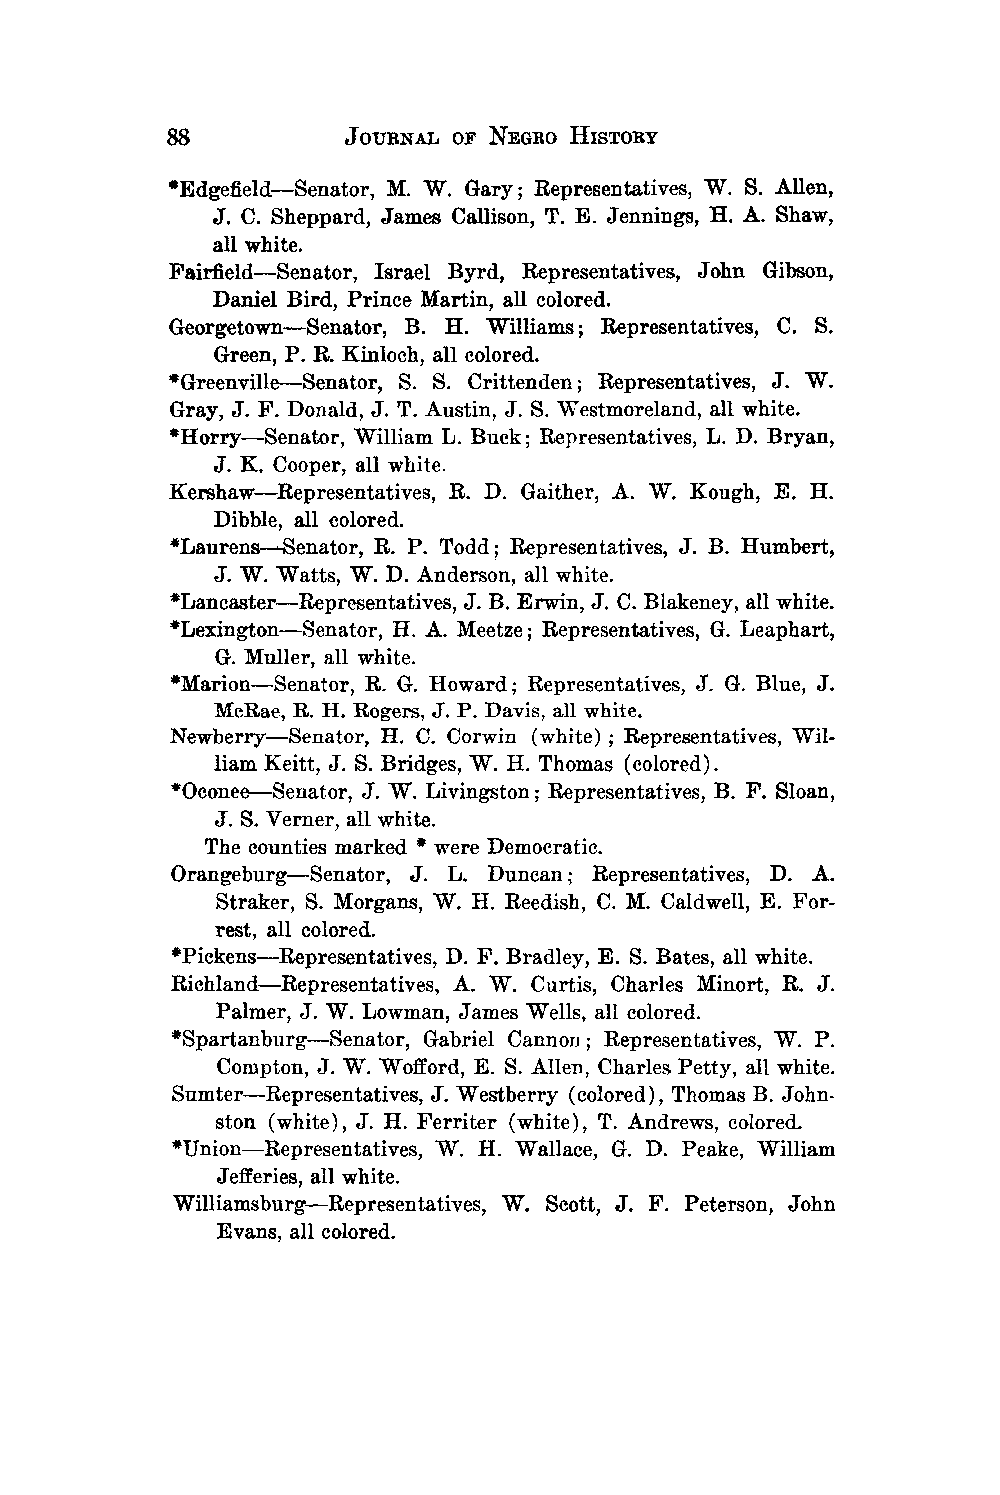 88 JOURNAL OF NEGRO HISTORY
*Edgefield—Senator, M. W. Gary; Representatives, W. S. Allen,
J. C. Sheppard, James Callison, T. E. Jennings, H. A. Shaw,
all white.
Fairfield—Senator, Israel Byrd, Representatives, John Gibson,
Daniel Bird, Prince Martin, all colored.
Georgetown—Senator, B. H. Williams; Representatives, C. S.
Green, P. R. Kinloch, all colored.
*Greenville—Senator, S. S. Crittenden; Representatives, J. W.
Gray, J. F. Donald, J. T. Austin, J. S. Westmoreland, all white.
*Horry—Senator, William L. Buck; Representatives, L. D. Bryan,
J. K. Cooper, all white.
Kershaw—Representatives, R. D. Gaither, A. W. Kough, E. H.
Dibble, all colored.
*Laurens—Senator, R. P. Todd; Representatives, J. B. Humbert,
J. W. Watts, W. D. Anderson, all white.
*Lancaster—Representatives, J. B. Erwin, J. C. Blakeney, all white.
*Lexington—Senator, H. A. Meetze; Representatives, G. Leaphart,
G. Muller, all white.
*Marion—Senator, R. G. Howard; Representatives, J. G. Blue, J.
McRae, R. H. Rogers, J. P. Davis, all white.
Newberry—Senator, H. C. Corwin (white); Representatives, Wil-
liam Keitt, J. S. Bridges, W. H. Thomas (colored).
*Oconee—Senator, J. W. Livingston; Representatives, B. F. Sloan,
J. S. Verner, all white.
The counties marked * were Democratic.
Orangeburg—Senator, J. L. Duncan; Representatives, D. A.
Straker, S. Morgans, W. H. Reedish, C. M. Caldwell, E. For-
rest, all colored.
*Pickens—Representatives, D. F. Bradley, E. S. Bates, all white.
Richland—Representatives, A. W. Curtis, Charles Minort, R. J.
Palmer, J. W. Lowman, James Wells, all colored.
*Spartanburg—Senator, Gabriel Cannon; Representatives, W. P.
Compton, J. W. Wofford, E. S. Allen, Charles Petty, all white.
Sumter—Representatives, J. Westberry (colored), Thomas B. John-
ston (white), J. H. Ferriter (white), T. Andrews, colored.
*Union—Representatives, W. H. Wallace, G. D. Peake, William
Jefferies, all white.
Williamsburg—Representatives, W. Scott, J. F. Peterson, John
Evans, all colored.